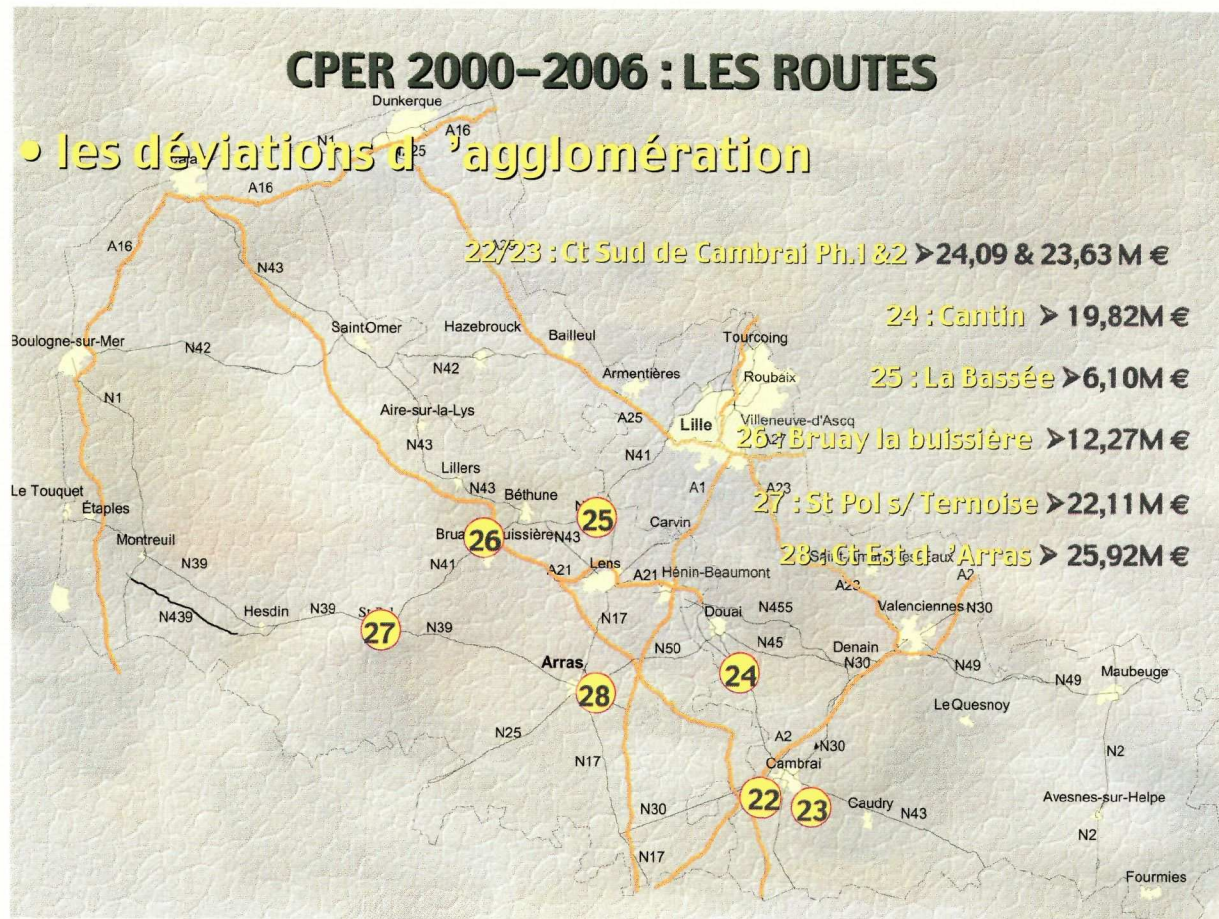 CPER 2000-2006 : LES ROUTES
Dunkerque
• les déviations d 'agglomération
N1
A16
A16
A16
N43
22/23 : Ct Sud de Cambrai Ph.1 &2 ➢24,09 & 23,63 M €
24 : Cantin ➢ 19,82M €
Boulogne-sur-Mer
N42
Saint-Omer
Hazebrouck
Bailleul
Tourcoing
N42
Armentières
Roubaix
25 : La Bassée ➢6,10M €
N1
Aire-sur-la-Lys
A25
Lille
Villeneuve-d'Ascq
N43
N41
26 : Bruay la buissière ➢12,27M €
Lillers
N43
Béthune
A1
A23
Le Touquet
Étaples
25
Carvin
27 : St Pol s/ Ternoise ➢22,11M €
Montreuil
26
N43
28 : Ct Est d 'Arras ➢ 25,92M €
N39
N41
A21
Lens
A21
Hénin-Beaumont
A23
A2
N439
Hesdin
N39
27
N39
N17
Douai
N455
Valenciennes
N30
N50
N45
Denain
Arras
28
24
N30
N49
N49
Maubeuge
Le Quesnoy
N25
N17
A2
N30
N2
Cambrai
22
23
Caudry
N43
Avesnes-sur-Helpe
N30
N2
N17
Fourmies